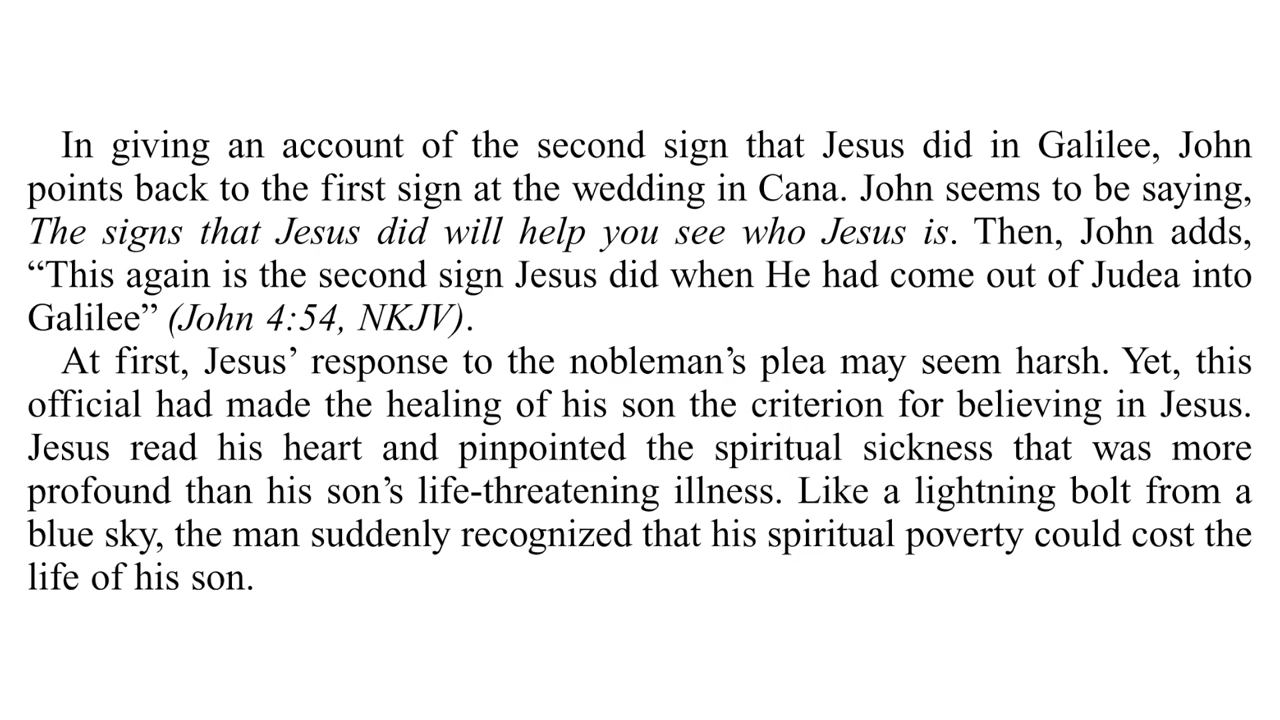 In giving an account of the second sign that Jesus did in Galilee, John
points back to the first sign at the wedding in Cana. John seems to be saying,
The signs that Jesus did will help you see who Jesus is. Then, John adds,
“This again is the second sign Jesus did when He had come out of Judea into
Galilee” (John 4:54, NKJV).
At first, Jesus’ response to the nobleman’s plea may seem harsh. Yet, this
official had made the healing of his son the criterion for believing in Jesus.
Jesus read his heart and pinpointed the spiritual sickness that was more
profound than his son’s life-threatening illness. Like a lightning bolt from a
blue sky, the man suddenly recognized that his spiritual poverty could cost the
life of his son.